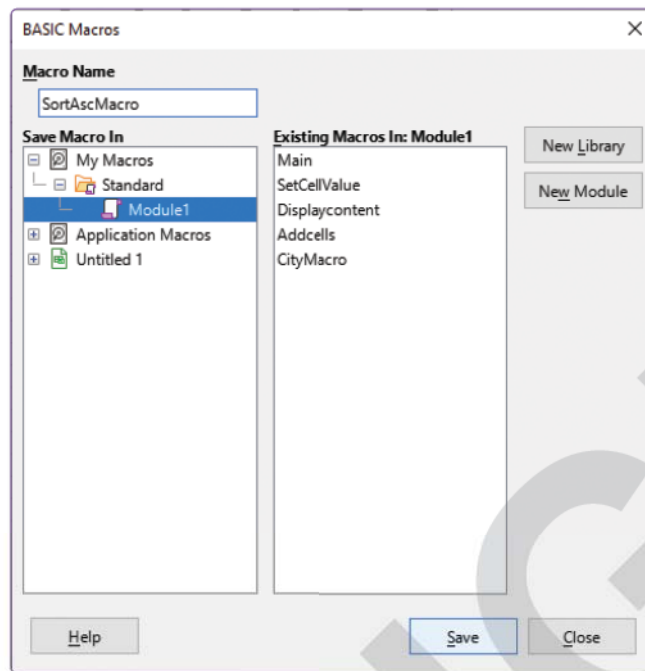 BASIC Macros
Macro Name
SortAscMacro
Save Macro In
My Macros
Standard
Module1
Application Macros
Untitled 1
Existing Macros In: Module1
Main
SetCellValue
Displaycontent
Addcells
CityMacro
New Library
New Module
Help
Save
Close